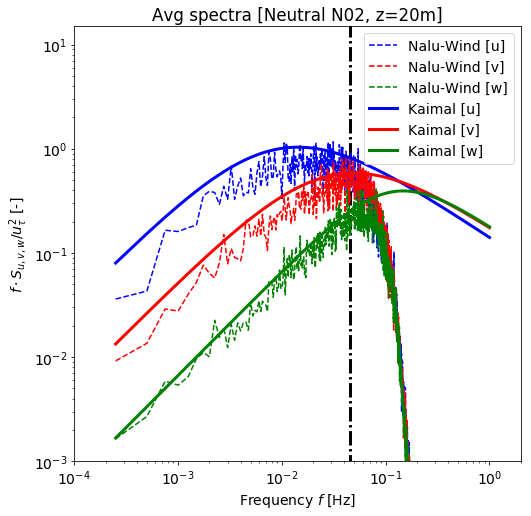 Avg spectra [Neutral N02, z=20m]
Nalu-Wind [u]
Nalu-Wind [v]
Nalu-Wind [w]
Kaimal [u]
Kaimal [v]
Kaimal [w]
10¹
10⁰
10⁻¹
10⁻²
10⁻³
f · S_{u, v, w}/u_τ² [-]
10⁻⁴ 10⁻³ 10⁻² 10⁻¹ 10⁰
Frequency f [Hz]